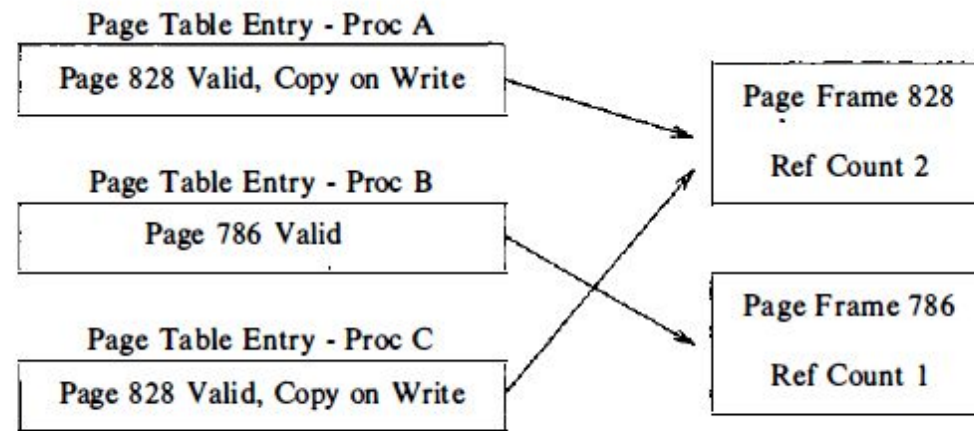 Page Table Entry - Proc A
Page 828 Valid, Copy on Write
Page Table Entry - Proc B
Page 786 Valid
Page Table Entry - Proc C
Page 828 Valid, Copy on Write
Page Frame 828
Ref Count 2
Page Frame 786
Ref Count 1